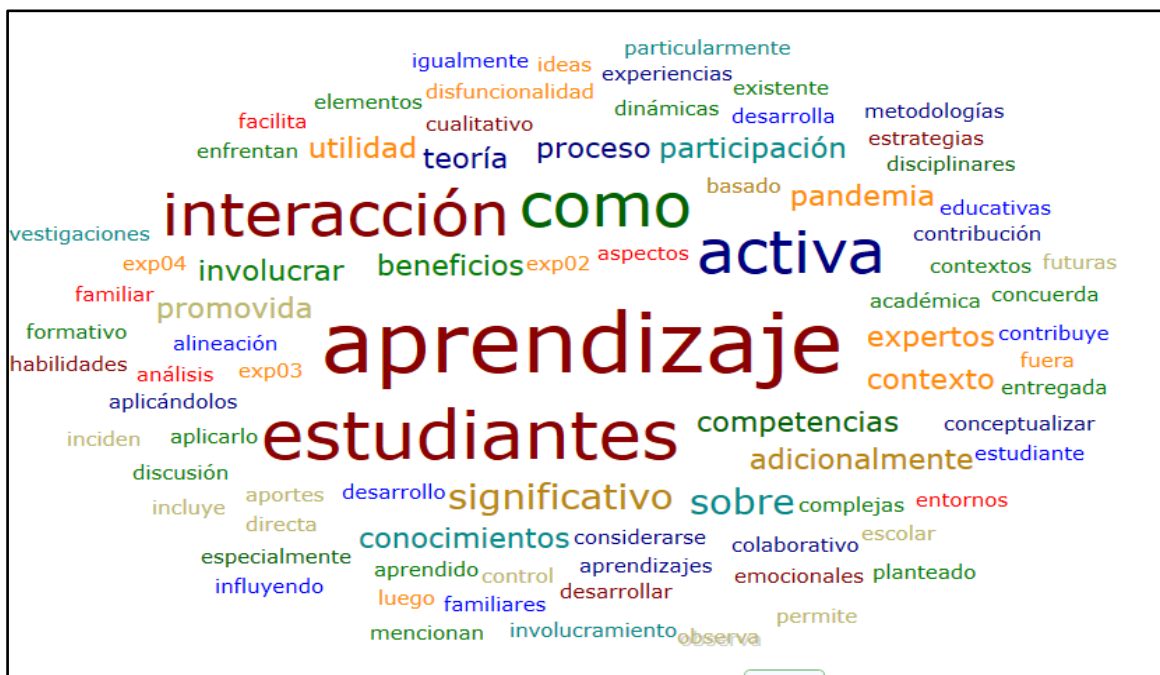 particularmente
igualmente ideas experiencias
elementos disfuncionalidad dinámicas existente
facilita cualitativo desarrolla metodologías
enfrentan utilidad teoría proceso participación estrategias
disciplinares
interacción como basado pandemia educativas
vestigaciones activa contribución
exp04 involucrar beneficios exp02 aspectos contextos futuras
familiar promovida académica concuerda
formativo alineación aprendizaje expertos contribuye
habilidades análisis exp03 contexto fuera
aplicándolos entregada
inciden aplicarlo estudiantes competencias conceptualizar
discusión adicionalmente estudiante
incluye aportes desarrollo significativo sobre complejas entornos
directa conocimientos considerarse colaborativo escolar
especialmente aprendido control aprendizajes emocionales planteado
influyendo luego familiares desarrollar permite
mencionan involucramiento observa